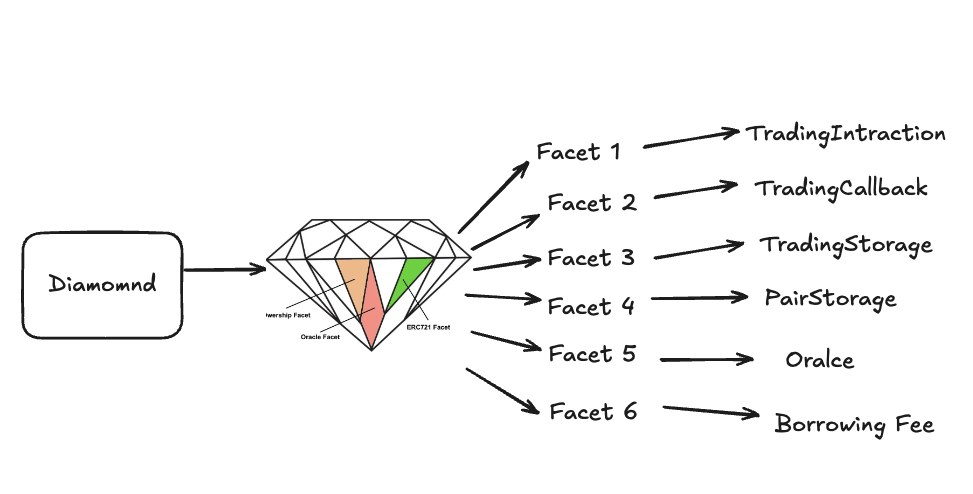 Diamomnd
wership Facet
Oracle Facet
ERC721 Facet
Facet 1
TradingIntraction
Facet 2
TradingCallback
Facet 3
TradingStorage
Facet 4
PairStorage
Facet 5
Oralce
Facet 6
Borrowing Fee